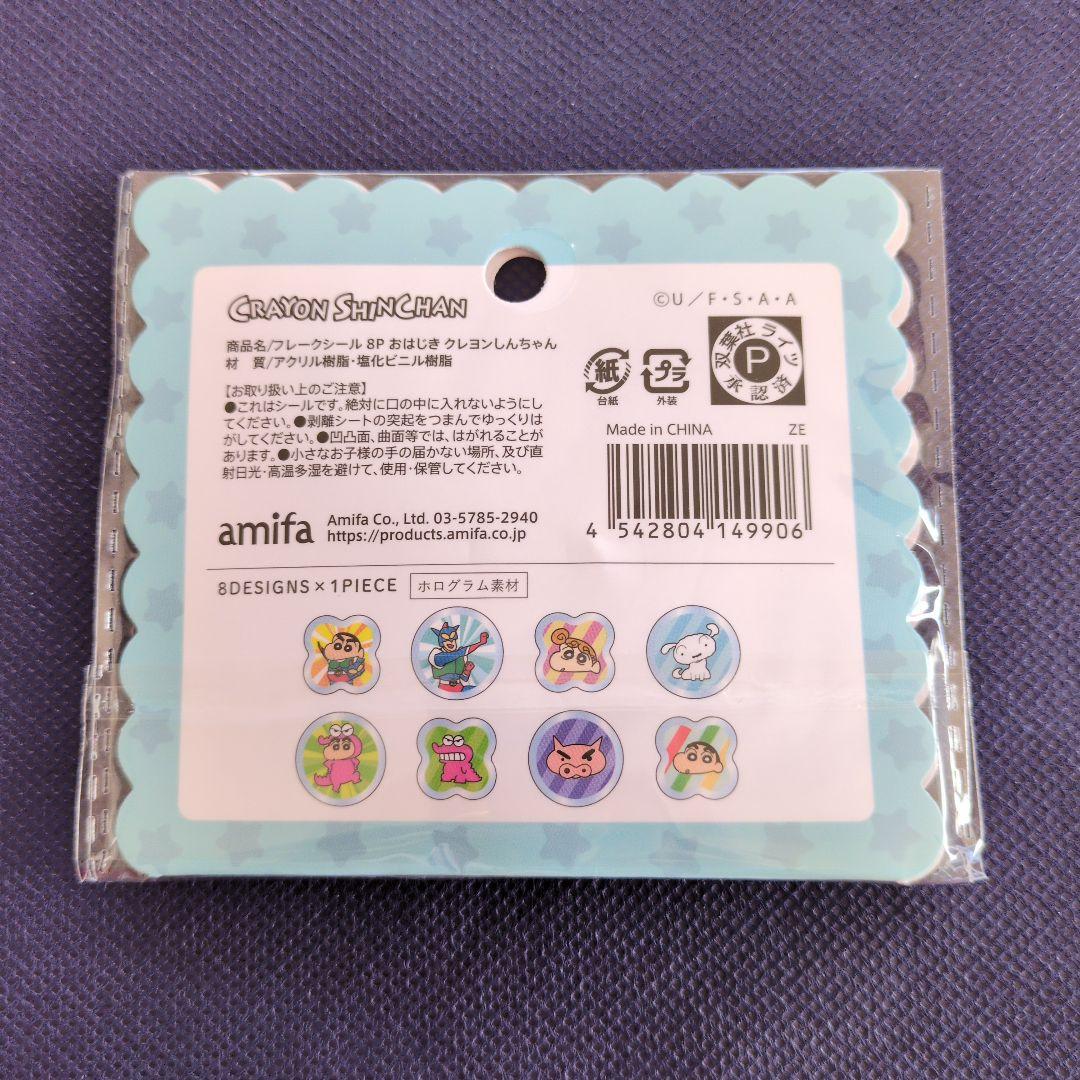 CRAYON SHINCHAN
©U／F・S・A・A
商品名/フレークシール 8P おはじき クレヨンしんちゃん
材　質/アクリル樹脂・塩化ビニル樹脂
【お取り扱い上のご注意】
●これはシールです。絶対に口の中に入れないようにし
てください。●剥離シートの突起をつまんでゆっくりは
がしてください。●凹凸面、曲面等では、はがれることが
あります。●小さなお子様の手の届かない場所、及び直
射日光・高温多湿を避けて、使用・保管してください。
紙
台紙
プラ
外装
双葉社ライツ
P
承認済
Made in CHINA ZE
4 542804 149906
amifa
Amifa Co., Ltd. 03-5785-2940
https://products.amifa.co.jp
8DESIGNS×1PIECE ホログラム素材